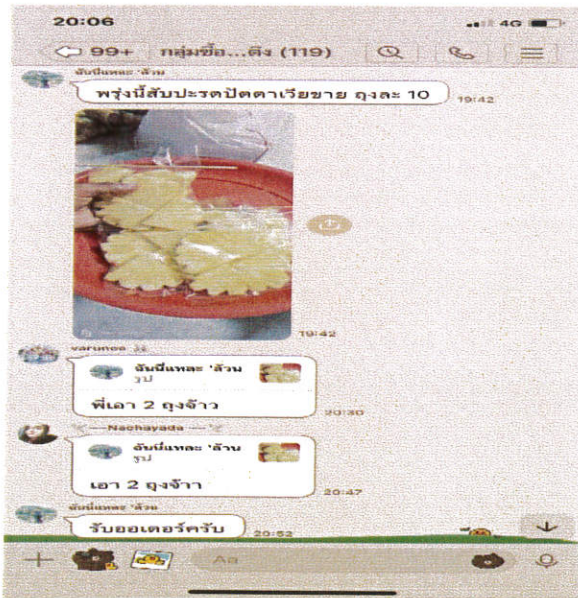 20:06
4G
99+ กลุ่มซื้อ...ดึง (119)
ฉันนี่แหละ 'ล้วน
พรุ่งนี้สับปะรดปัตตาเวียขาย ถุงละ 10
19:42
19:42
varunee
ฉันนี่แหละ 'ล้วน
รูป
พี่เอา 2 ถุงจ้าว
20:30
—Nachayada—
ฉันนี่แหละ 'ล้วน
รูป
เอา 2 ถุงจ้าา
20:47
ฉันนี่แหละ 'ล้วน
รับออเดอร์ครับ
20:52
Aa